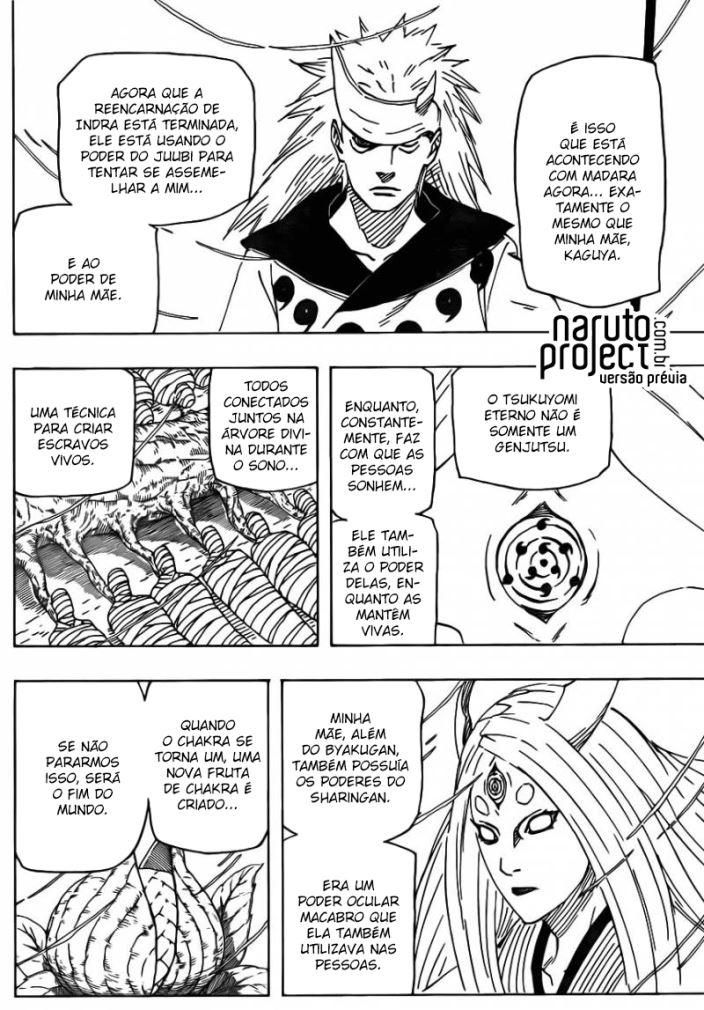 É ISSO
QUE ESTÁ
ACONTECENDO
COM MADARA
AGORA... EXA-
TAMENTE O
MESMO QUE
MINHA MÃE,
KAGUYA.
AGORA QUE A
REENCARNAÇÃO DE
INDRA ESTÁ TERMINADA,
ELE ESTÁ USANDO O
PODER DO JUUBI PARA
TENTAR SE ASSEME-
LHAR A MIM...
E AO
PODER DE
MINHA MÃE.
naruto
project
.com.br
versão prévia
O TSUKUYOMI
ETERNO NÃO É
SOMENTE UM
GENJUTSU.
ENQUANTO,
CONSTANTE-
MENTE, FAZ
COM QUE AS
PESSOAS
SONHEM...
ELE TAM-
BÉM UTILI-
ZA O PODER
DELAS, EN-
QUANTO AS
MANTÊM
VIVAS.
TODOS
CONECTADOS
JUNTOS NA
ÁRVORE DIVI-
NA DURANTE
O SONO...
UMA TÉCNICA
PARA CRIAR
ESCRAVOS
VIVOS.
MINHA
MÃE, ALÉM
DO BYAKUGAN,
TAMBÉM POSSUÍA
OS PODERES DO
SHARINGAN.
ERA UM
PODER OCULAR
MACABRO QUE
ELA TAMBÉM
UTILIZAVA NAS
PESSOAS.
QUANDO
O CHAKRA SE
TORNA UM, UMA
NOVA FRUTA
DE CHAKRA É
CRIADO...
SE NÃO
PARARMOS
ISSO, SERÁ
O FIM DO
MUNDO.